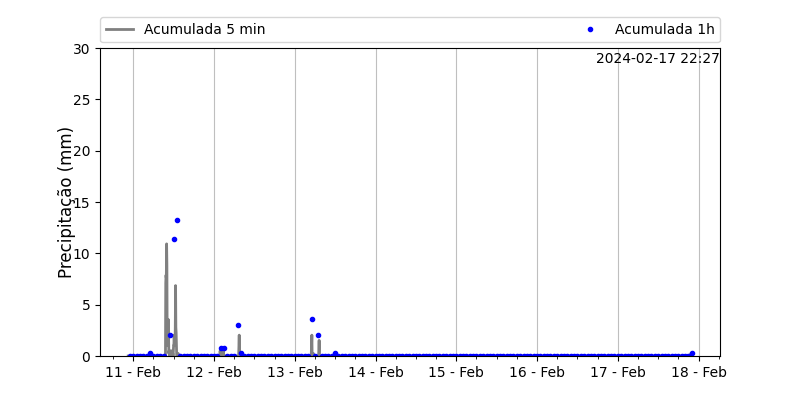 Acumulada 5 min
Acumulada 1h
2024-02-17 22:27
Precipitação (mm)
30
25
20
15
10
5
0
11 - Feb
12 - Feb
13 - Feb
14 - Feb
15 - Feb
16 - Feb
17 - Feb
18 - Feb